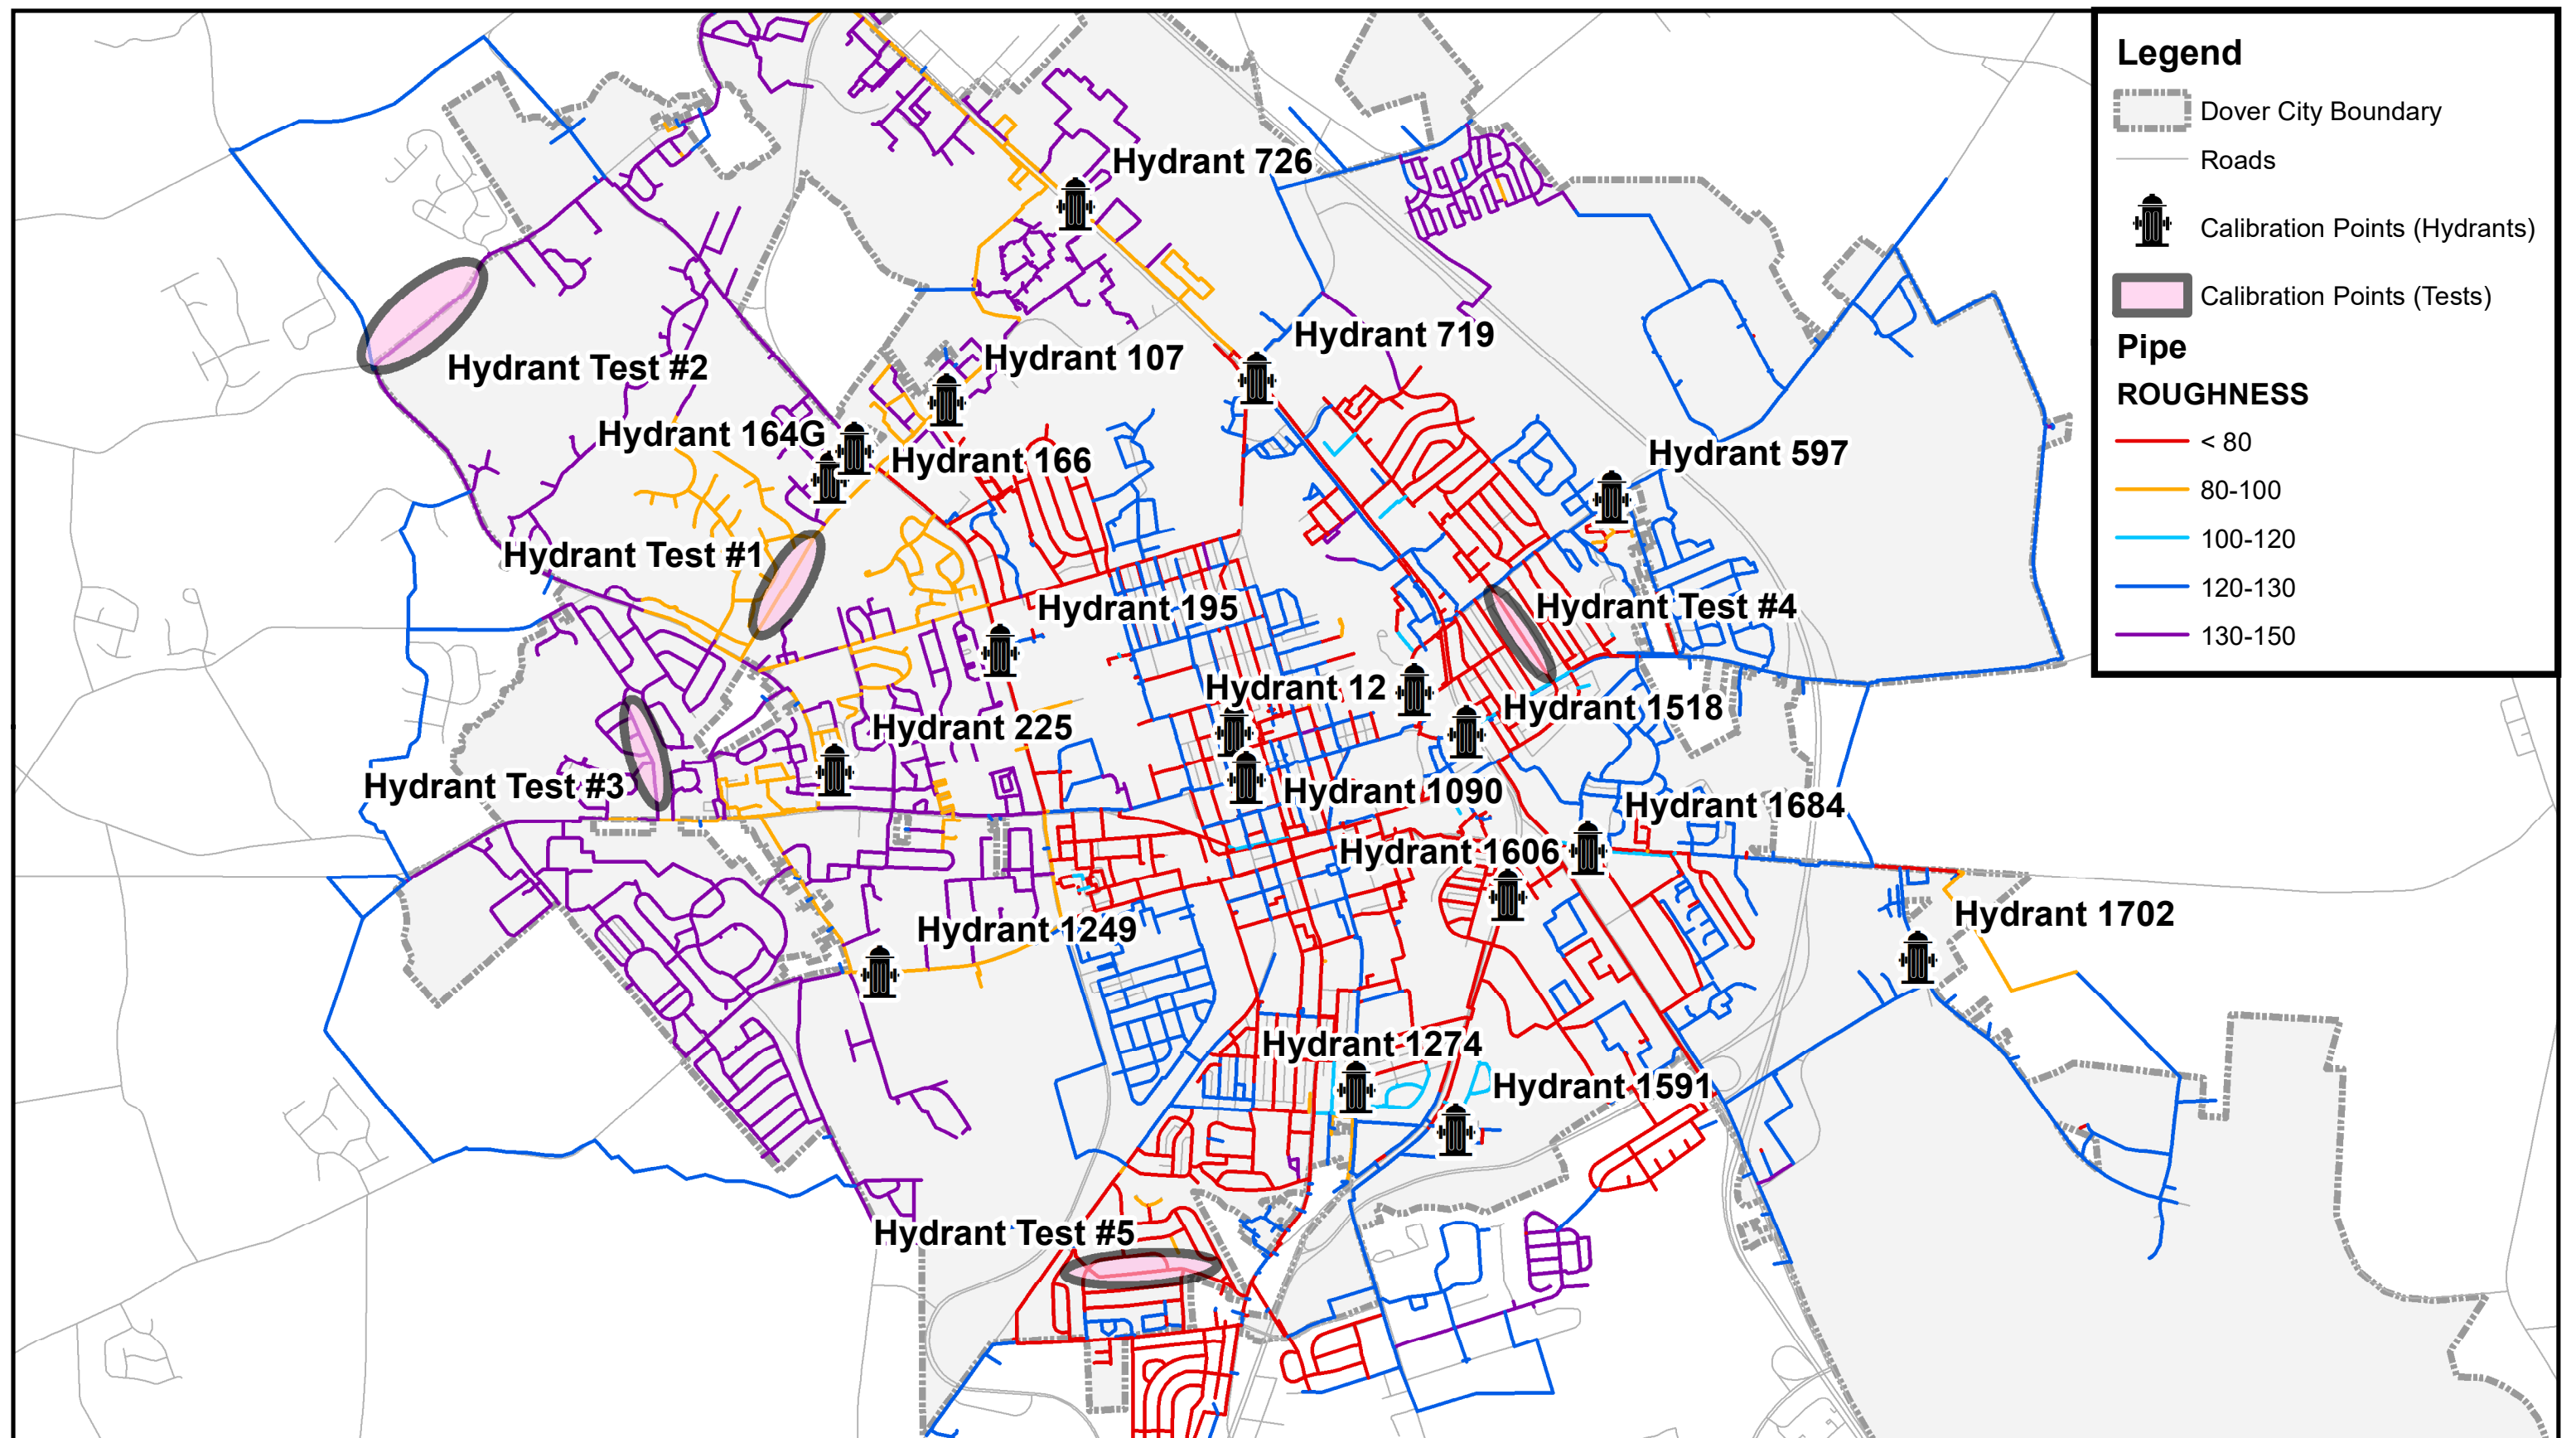 Legend
Dover City Boundary
Roads
Calibration Points (Hydrants)
Calibration Points (Tests)
Pipe
ROUGHNESS
< 80
80-100
100-120
120-130
130-150
Hydrant 726
Hydrant 719
Hydrant 107
Hydrant Test #2
Hydrant 164G
Hydrant 166
Hydrant 597
Hydrant Test #1
Hydrant 195
Hydrant Test #4
Hydrant 12
Hydrant 1518
Hydrant 225
Hydrant Test #3
Hydrant 1090
Hydrant 1684
Hydrant 1606
Hydrant 1702
Hydrant 1249
Hydrant 1274
Hydrant 1591
Hydrant Test #5